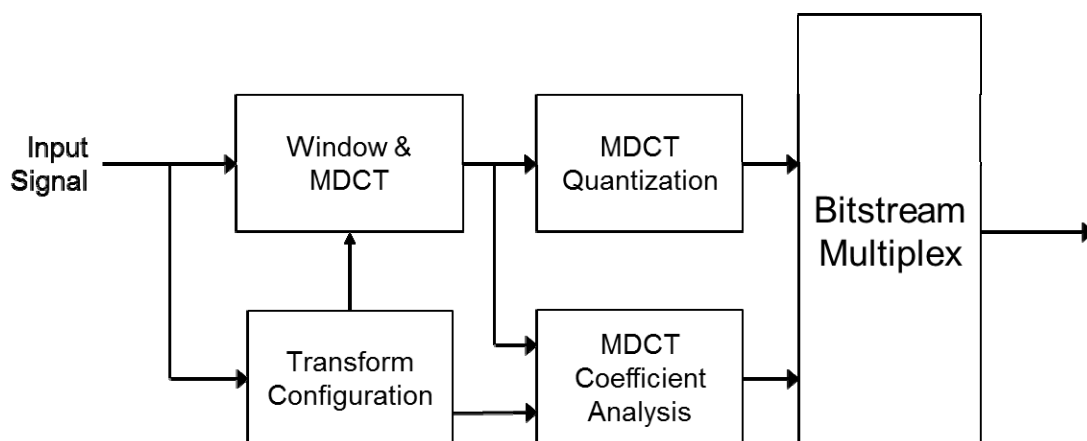 Input
Signal
Window &
MDCT
MDCT
Quantization
Bitstream
Multiplex
Transform
Configuration
MDCT
Coefficient
Analysis